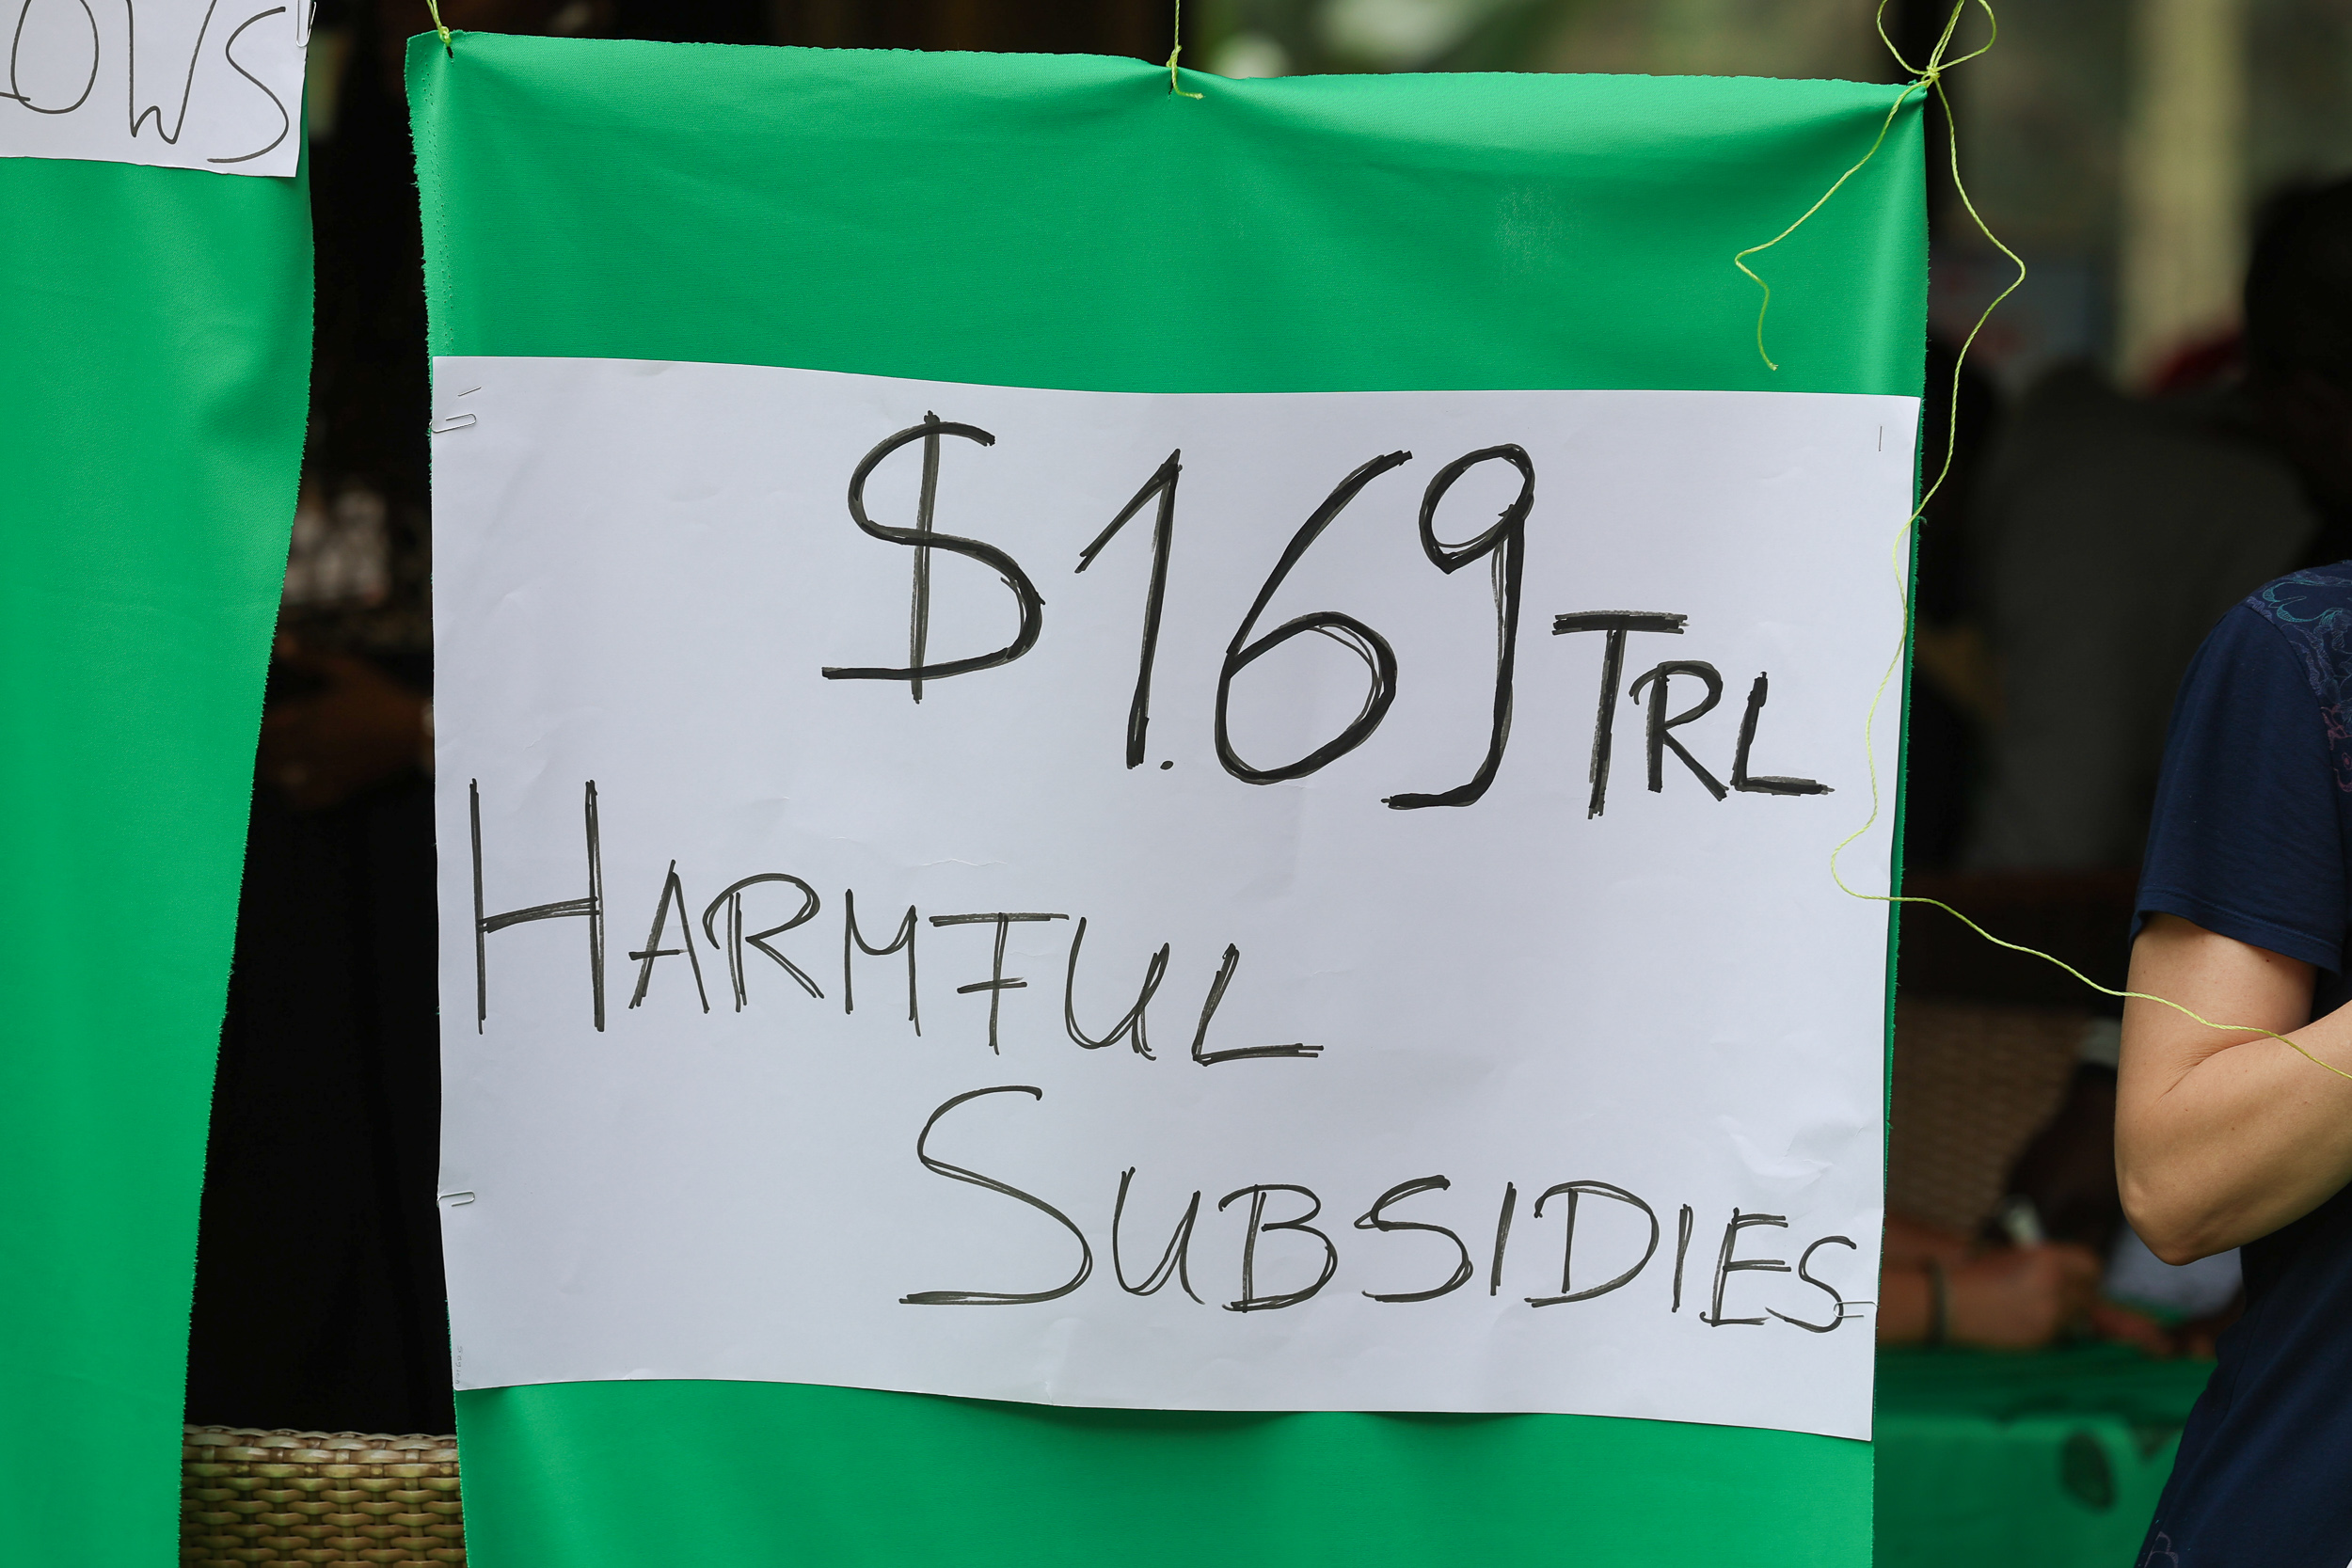 $1.69 TRL
HARMFUL
SUBSIDIES